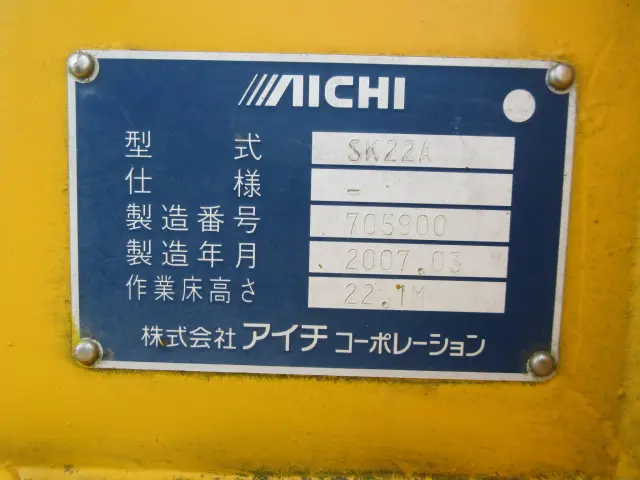 AICHI
型 式 SK22A
仕 様 -
製造番号 705900
製造年月 2007.03
作業床高さ 22.1M
株式会社 アイチ コーポレーション